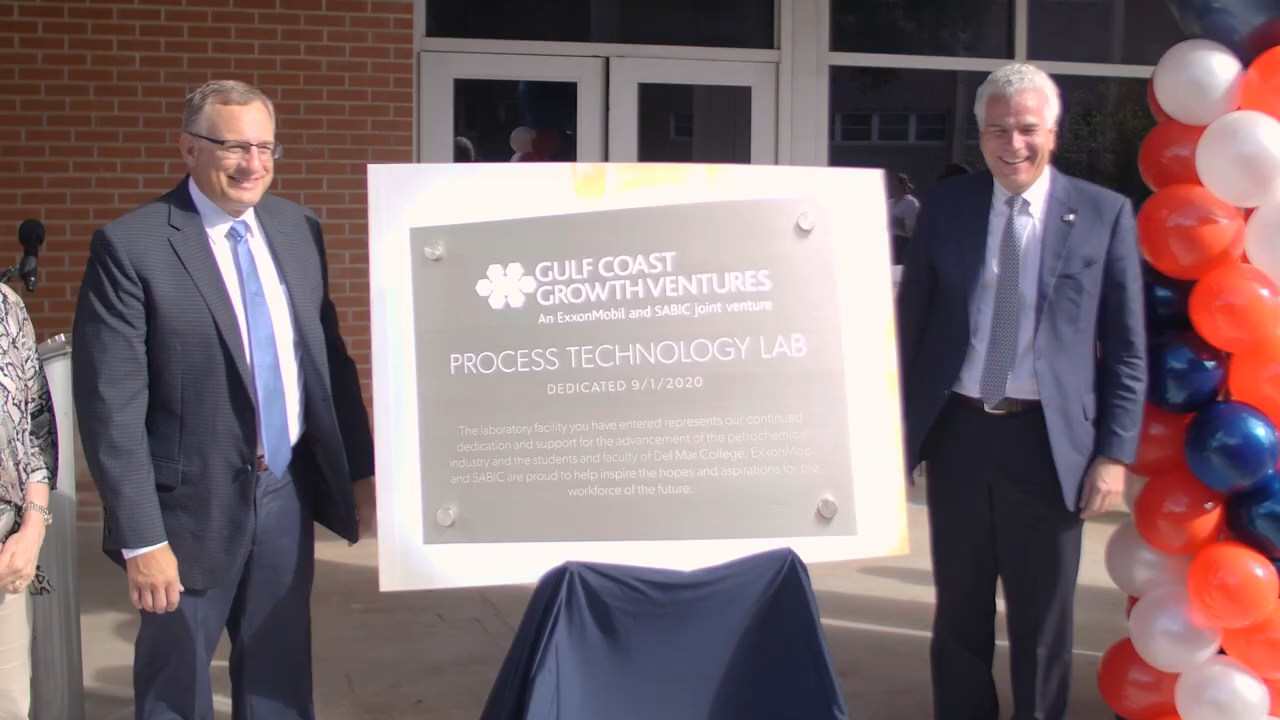 GULF COAST
GROWTH VENTURES
An ExxonMobil and SABIC joint venture
PROCESS TECHNOLOGY LAB
DEDICATED 9/1/2020
The laboratory facility you have entered represents our continued
dedication and support for the advancement of the petrochemical
industry and the students and faculty of Del Mar College. ExxonMobil
and SABIC are proud to help inspire the hopes and aspirations for the
workforce of the future.